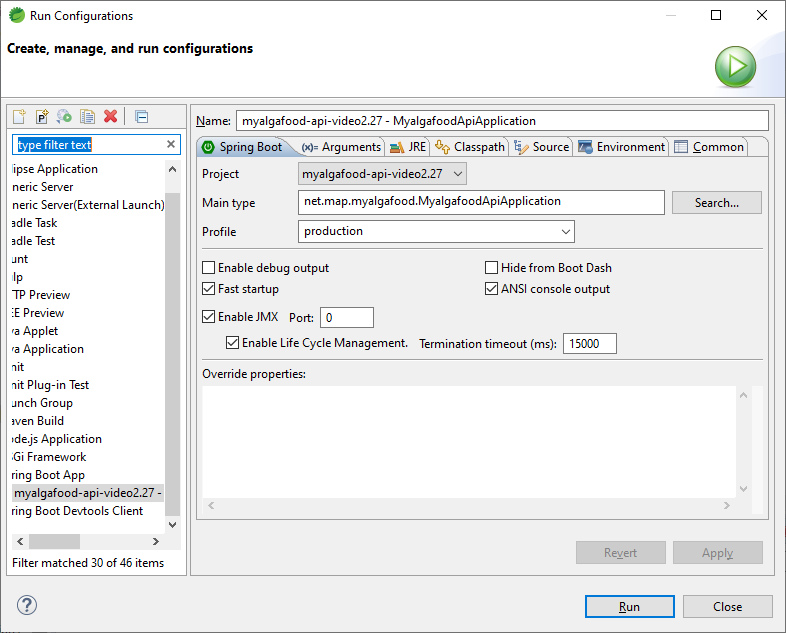 Run Configurations
Create, manage, and run configurations
type filter text
lipse Application
neric Server
neric Server(External Launch)
adle Task
adle Test
unt
lp
TP Preview
EE Preview
va Applet
va Application
nit
nit Plug-in Test
unch Group
aven Build
de.js Application
Gi Framework
ring Boot App
myalgafood-api-video2.27 -
ring Boot Devtools Client
Filter matched 30 of 46 items
Name: myalgafood-api-video2.27 - MyalgafoodApiApplication
Spring Boot (x)= Arguments JRE Classpath Source Environment Common
Project myalgafood-api-video2.27
Main type net.map.myalgafood.MyalgafoodApiApplication Search...
Profile production
Enable debug output Hide from Boot Dash
Fast startup ANSI console output
Enable JMX Port: 0
Enable Life Cycle Management. Termination timeout (ms): 15000
Override properties:
Revert Apply
Run Close